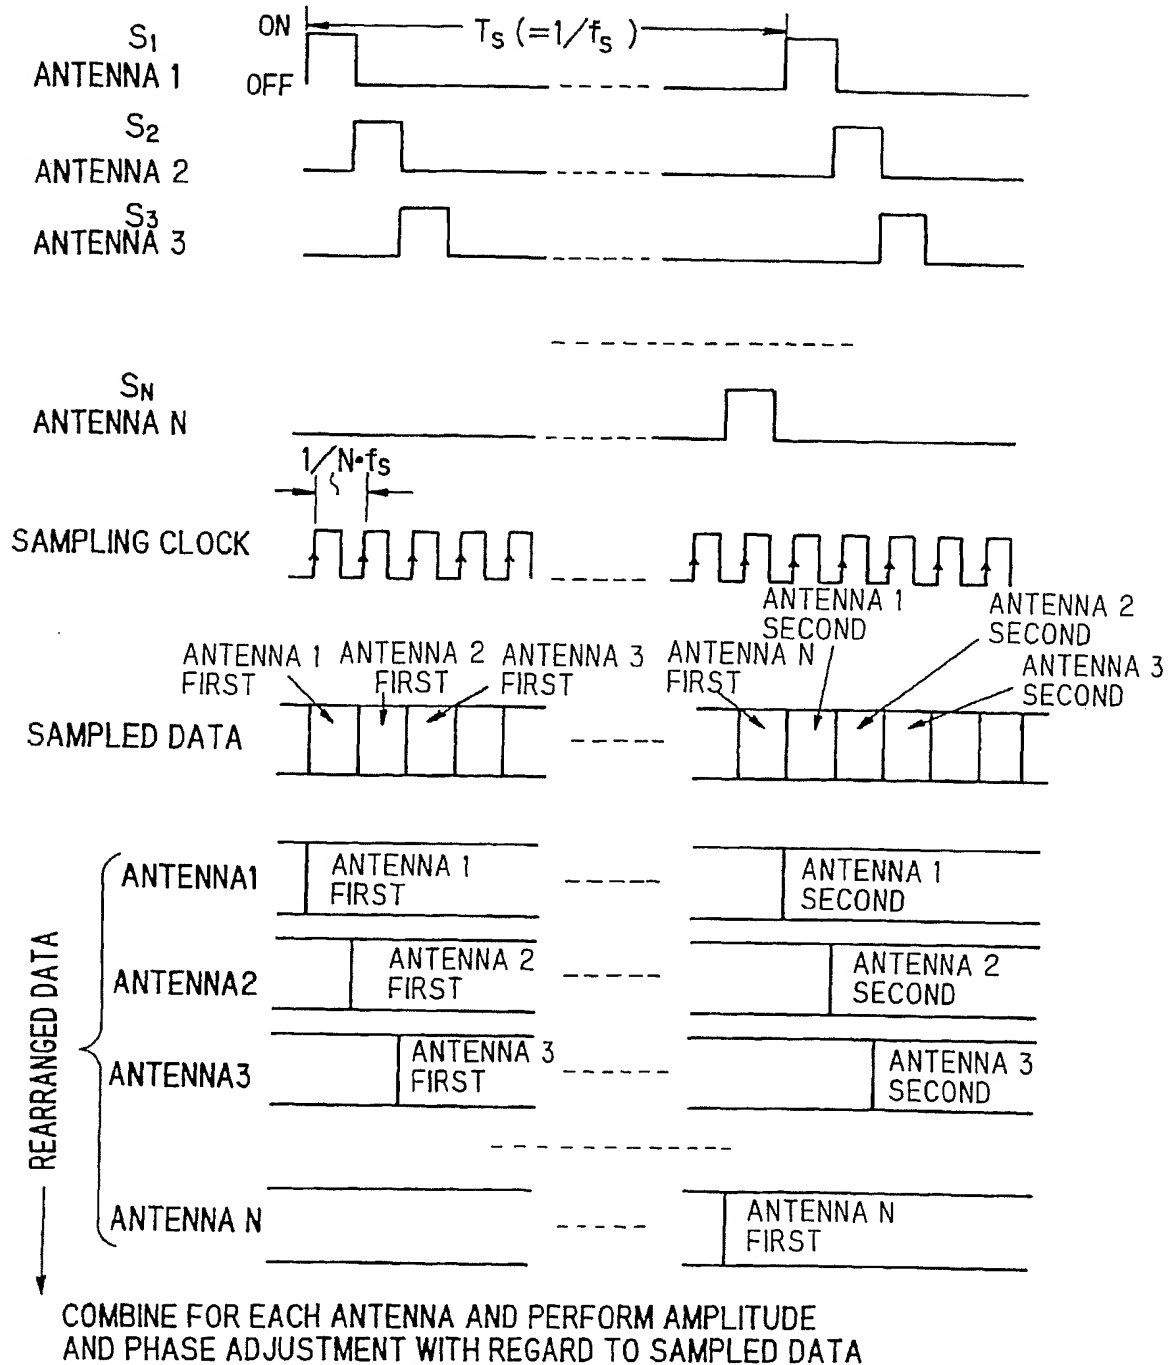 S1
ANTENNA 1
ON
OFF
Ts (=1/fs)
S2
ANTENNA 2
S3
ANTENNA 3
SN
ANTENNA N
1/N·fs
SAMPLING CLOCK
ANTENNA 1
FIRST
ANTENNA 2
FIRST
ANTENNA 3
FIRST
ANTENNA N
FIRST
ANTENNA 1
SECOND
ANTENNA 2
SECOND
ANTENNA 3
SECOND
SAMPLED DATA
REARRANGED DATA
ANTENNA1
ANTENNA 1
FIRST
ANTENNA 1
SECOND
ANTENNA2
ANTENNA 2
FIRST
ANTENNA 2
SECOND
ANTENNA3
ANTENNA 3
FIRST
ANTENNA 3
SECOND
ANTENNA N
ANTENNA N
FIRST
COMBINE FOR EACH ANTENNA AND PERFORM AMPLITUDE
AND PHASE ADJUSTMENT WITH REGARD TO SAMPLED DATA